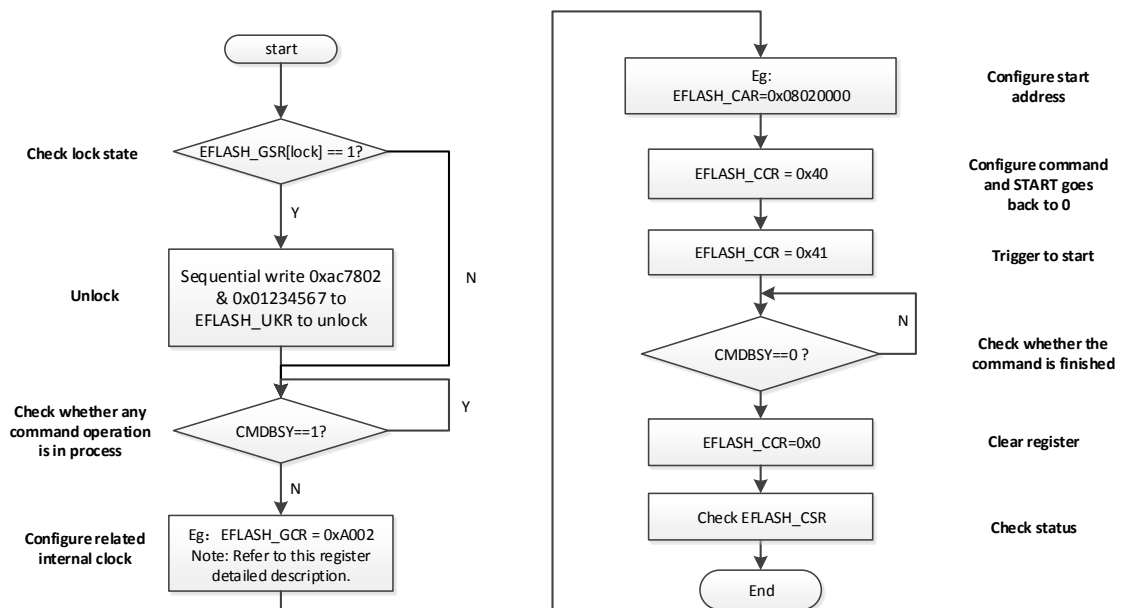 start
Check lock state
EFLASH_GSR[lock] == 1?
Y
N
Unlock
Sequential write 0xac7802
& 0x01234567 to
EFLASH_UKR to unlock
Check whether any
command operation
is in process
CMDBSY==1?
Y
N
Configure related
internal clock
Eg: EFLASH_GCR = 0xA002
Note: Refer to this register
detailed description.
Eg:
EFLASH_CAR=0x08020000
Configure start
address
EFLASH_CCR = 0x40
Configure command
and START goes
back to 0
EFLASH_CCR = 0x41
Trigger to start
N
CMDBSY==0 ?
Check whether the
command is finished
EFLASH_CCR=0x0
Clear register
Check EFLASH_CSR
Check status
End